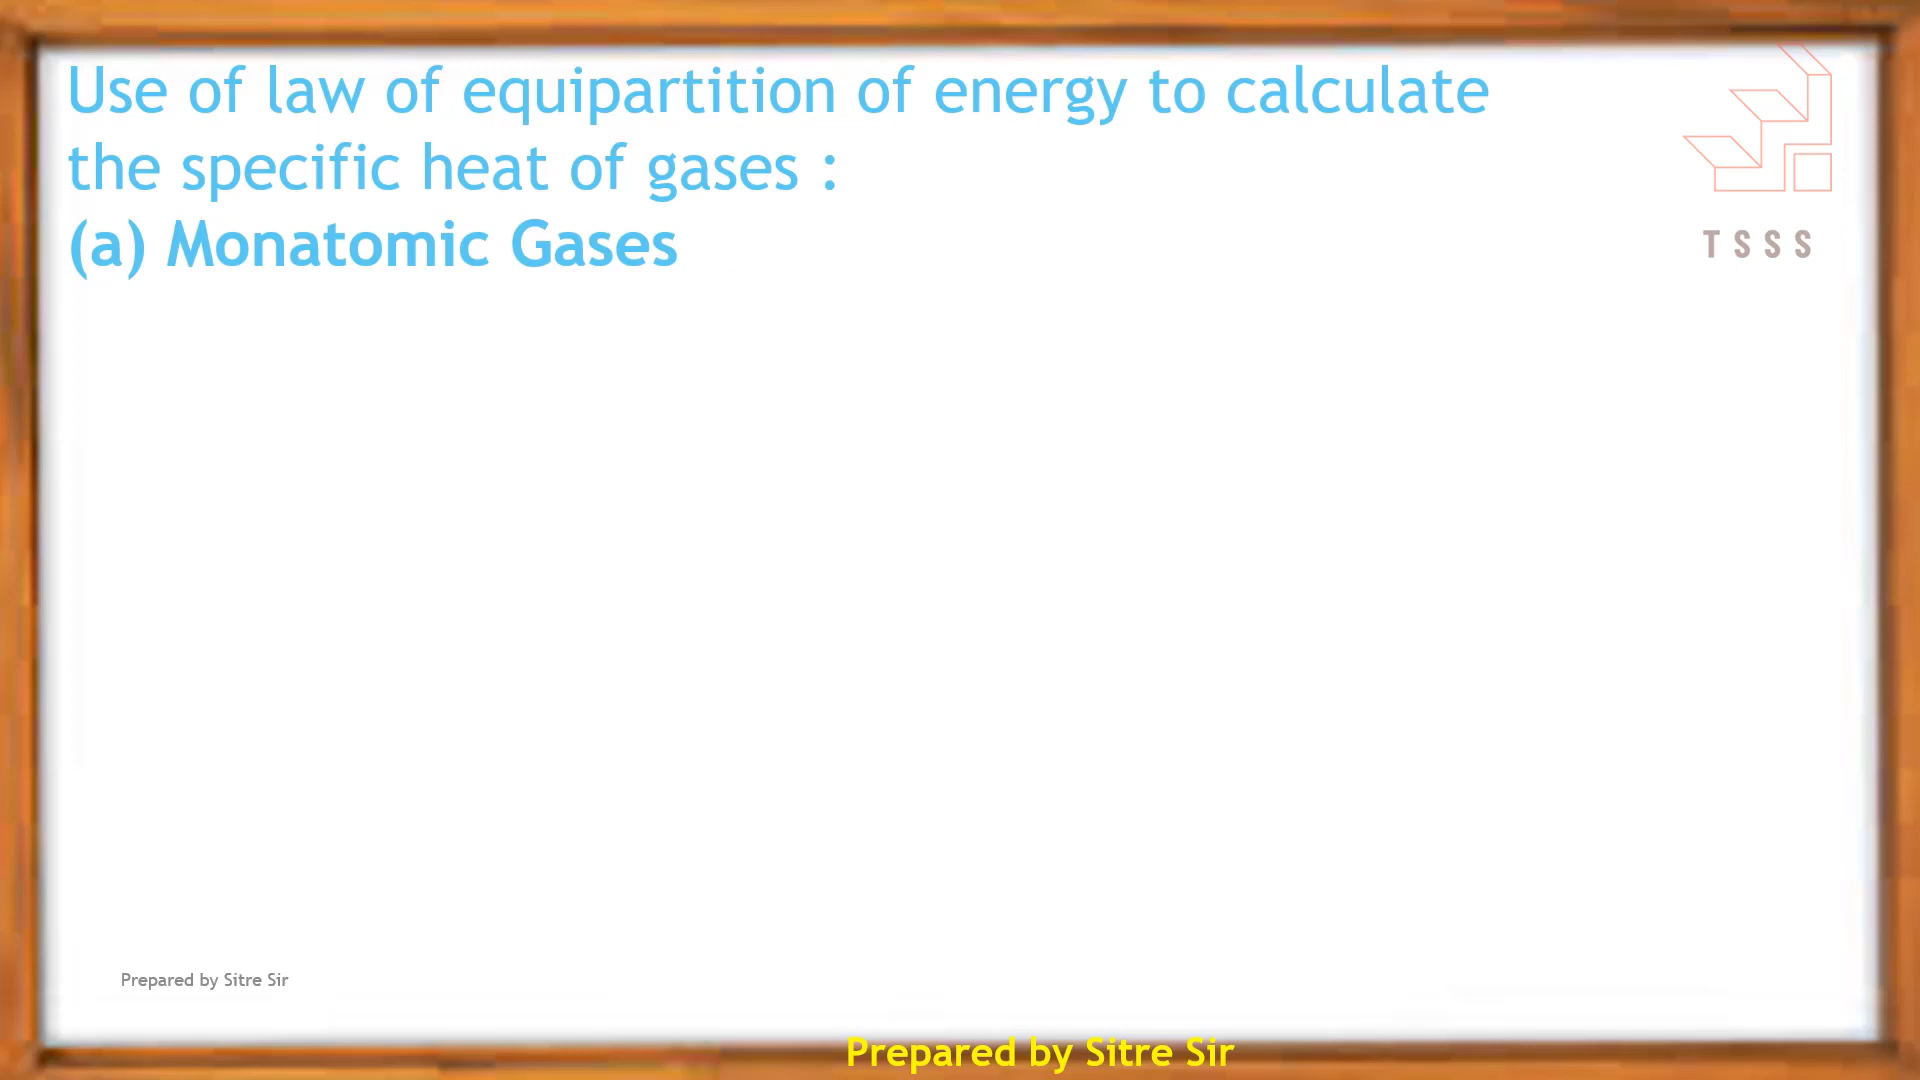 Use of law of equipartition of energy to calculate
the specific heat of gases :
(a) Monatomic Gases
TSSS
Prepared by Sitre Sir
Prepared by Sitre Sir